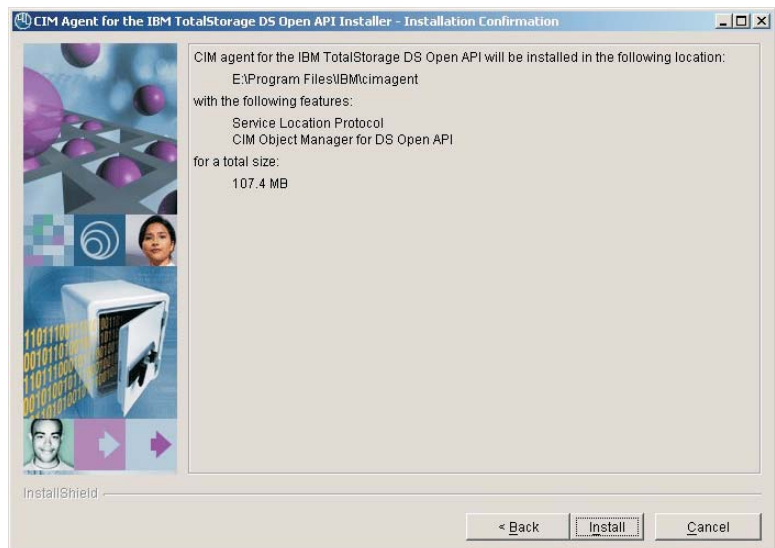 CIM Agent for the IBM TotalStorage DS Open API Installer - Installation Confirmation
CIM agent for the IBM TotalStorage DS Open API will be installed in the following location:
E:\Program Files\IBM\cimagent
with the following features:
Service Location Protocol
CIM Object Manager for DS Open API
for a total size:
107.4 MB
InstallShield
< Back
Install
Cancel